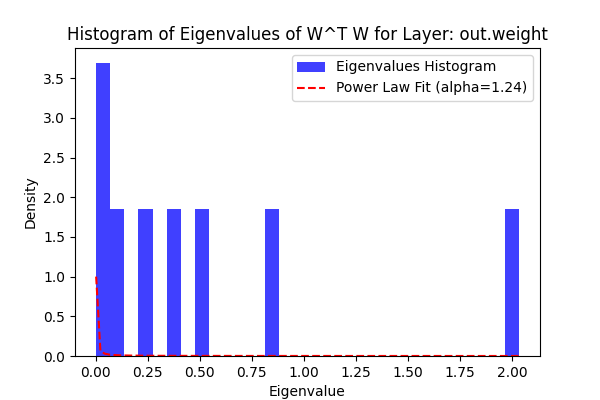 Histogram of Eigenvalues of W^T W for Layer: out.weight
Eigenvalues Histogram
Power Law Fit (alpha=1.24)
Density
3.5
3.0
2.5
2.0
1.5
1.0
0.5
0.0
0.00 0.25 0.50 0.75 1.00 1.25 1.50 1.75 2.00
Eigenvalue